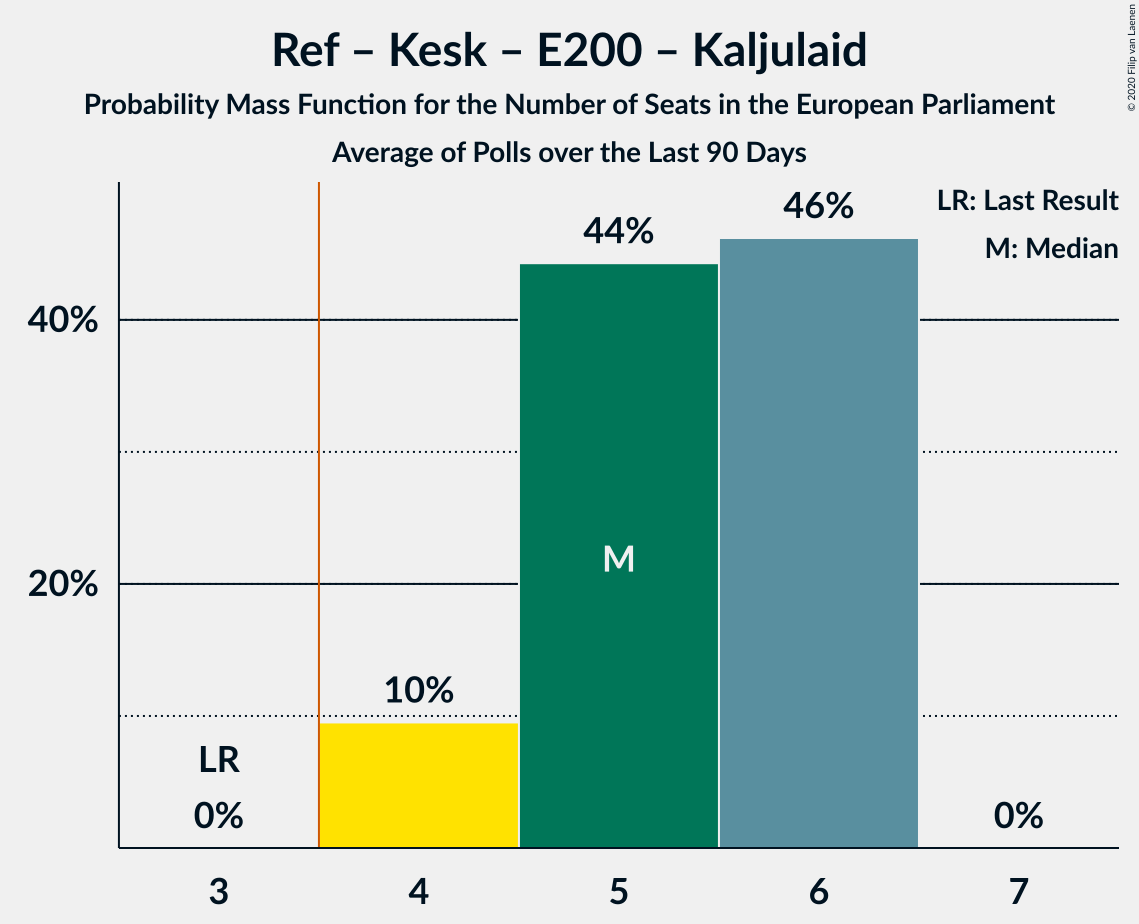 Ref – Kesk – E200 – Kaljulaid
Probability Mass Function for the Number of Seats in the European Parliament
Average of Polls over the Last 90 Days
© 2020 Filip van Laenen
LR: Last Result
M: Median
46%
44%
40%
M
20%
10%
LR
0%
0%
3 4 5 6 7